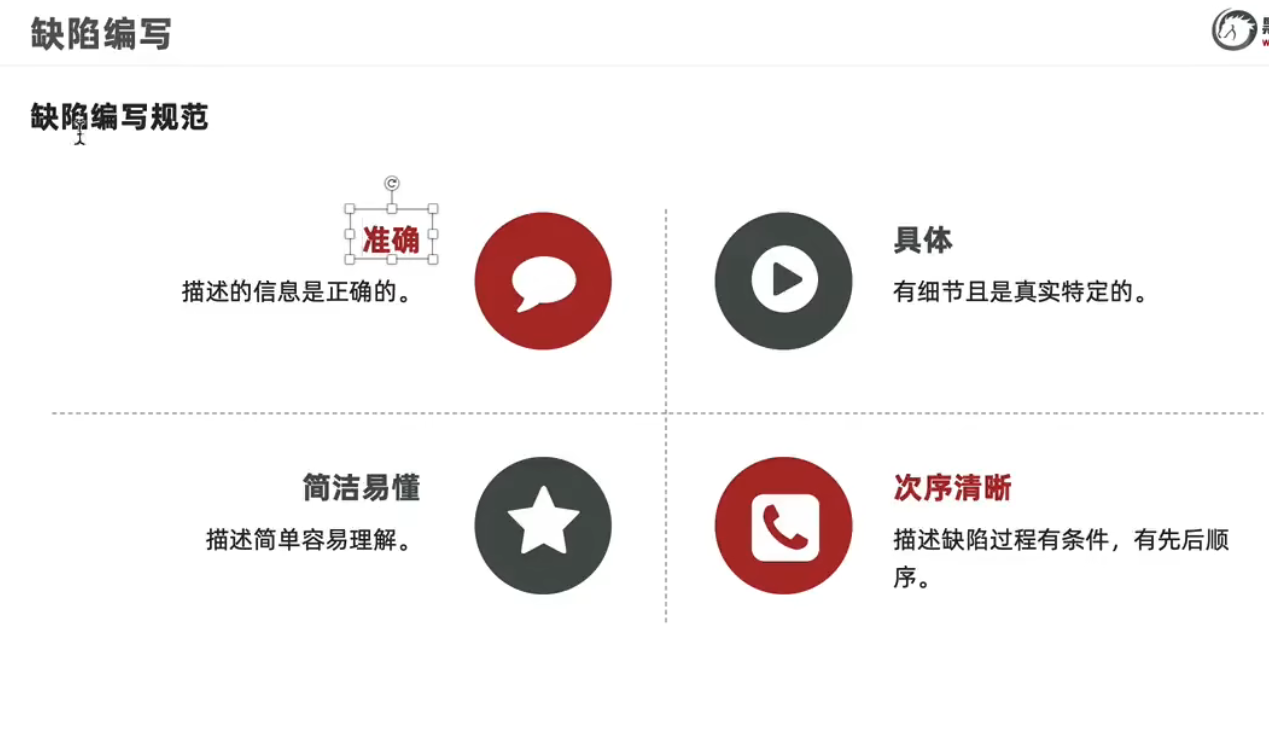 缺陷编写
缺陷编写规范
准确
描述的信息是正确的。
具体
有细节且是真实特定的。
简洁易懂
描述简单容易理解。
次序清晰
描述缺陷过程有条件，有先后顺
序。